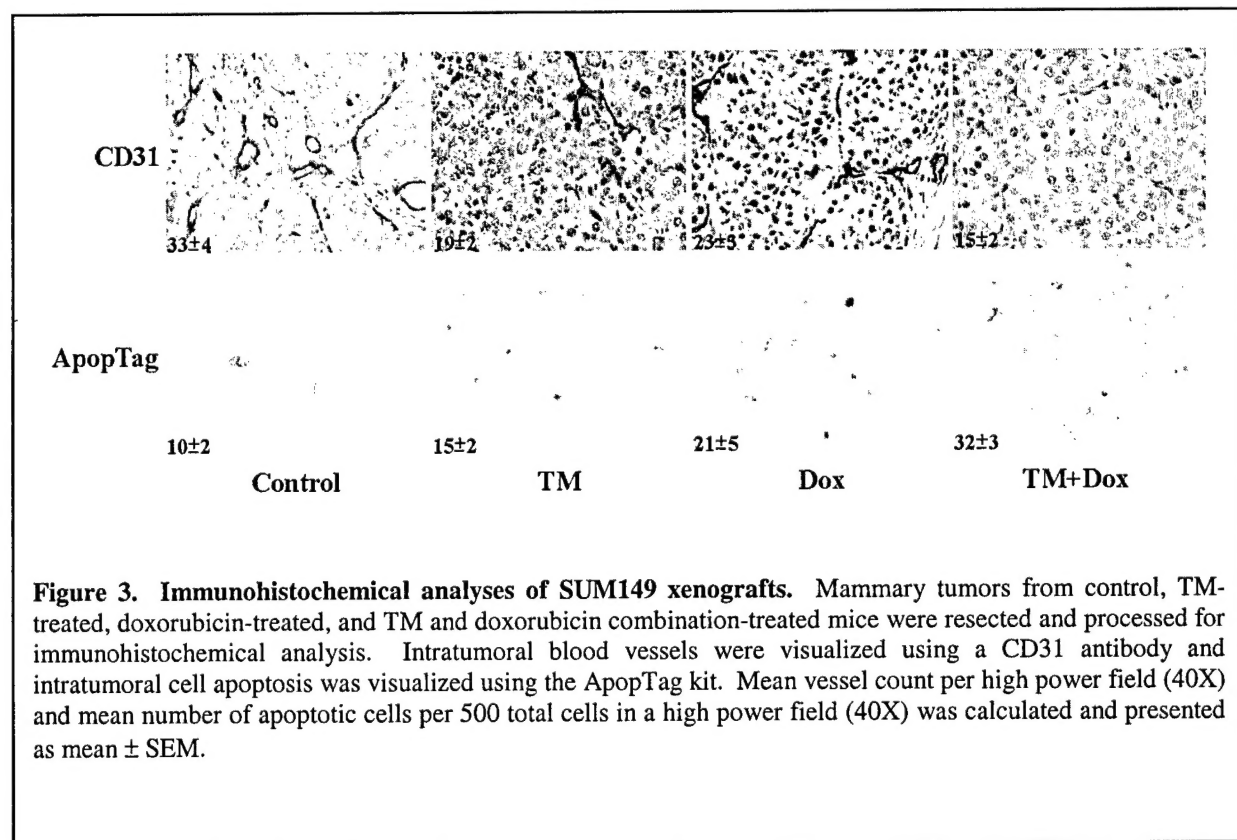 CD31
33±4 19±2 23±3 15±2
ApopTag
10±2 15±2 21±5 32±3
Control TM Dox TM+Dox
Figure 3. Immunohistochemical analyses of SUM149 xenografts. Mammary tumors from control, TM-
treated, doxorubicin-treated, and TM and doxorubicin combination-treated mice were resected and processed for
immunohistochemical analysis. Intratumoral blood vessels were visualized using a CD31 antibody and
intratumoral cell apoptosis was visualized using the ApopTag kit. Mean vessel count per high power field (40X)
and mean number of apoptotic cells per 500 total cells in a high power field (40X) was calculated and presented
as mean ± SEM.